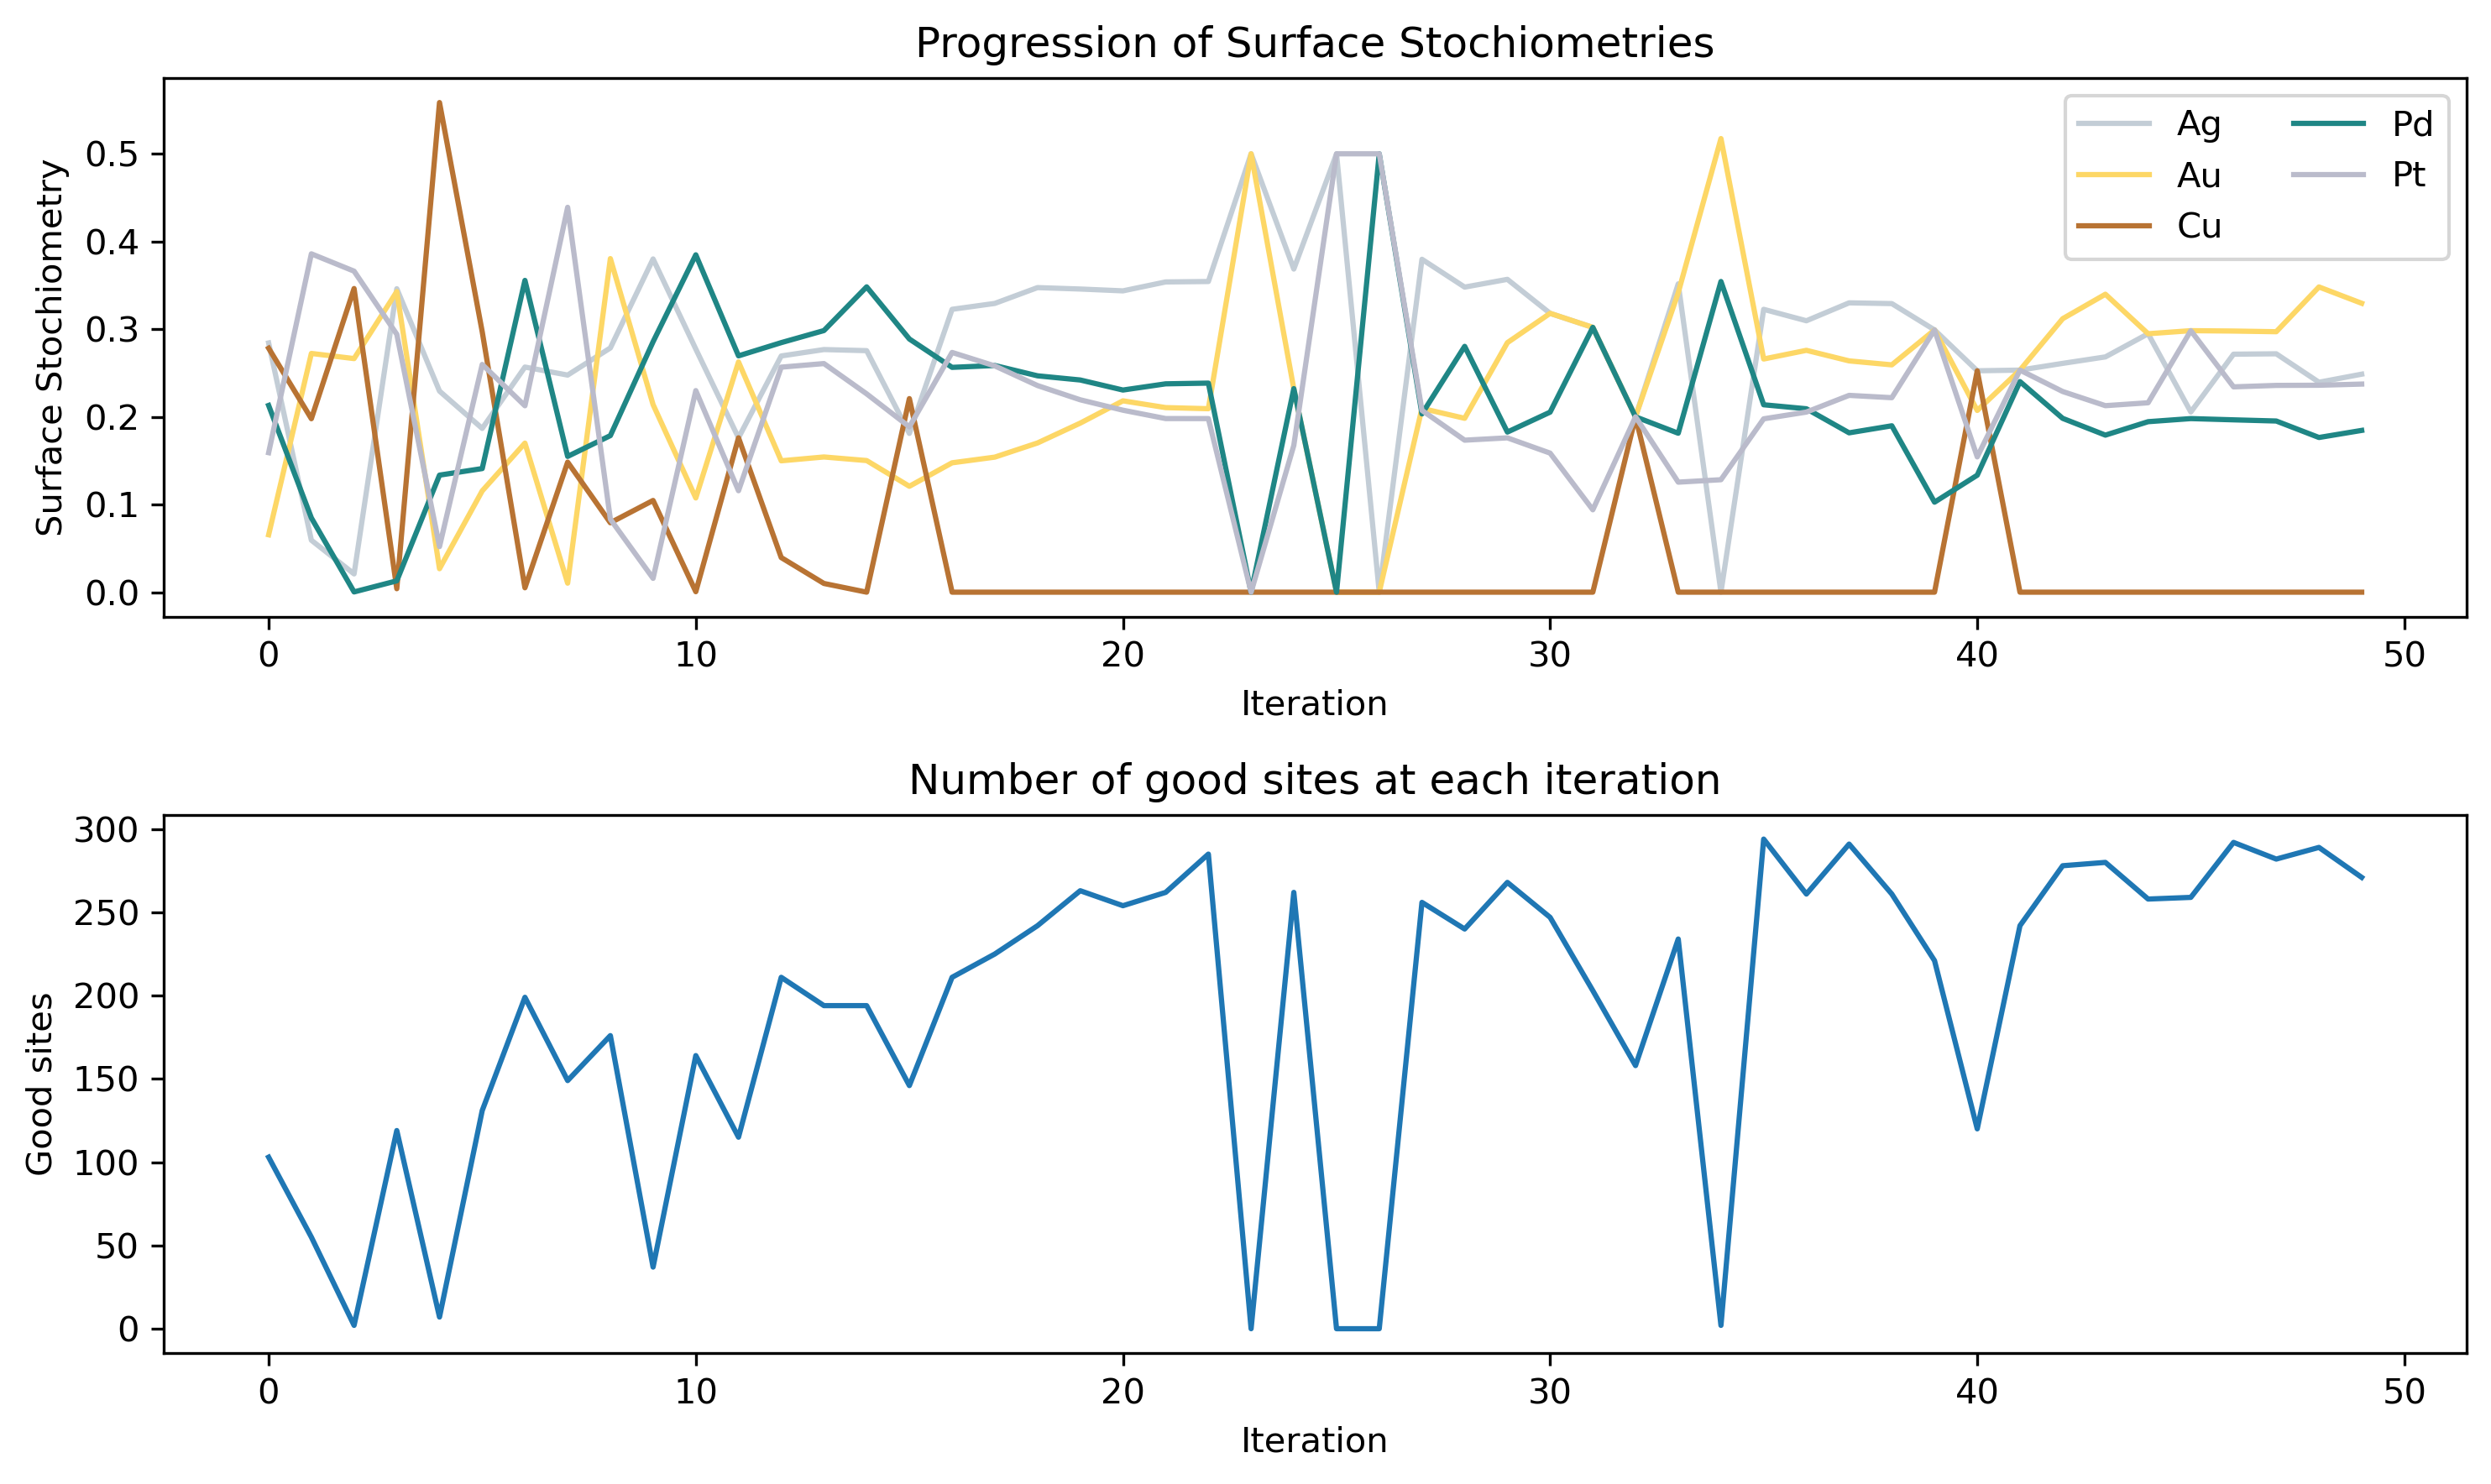 Progression of Surface Stochiometries
Surface Stochiometry
0.5
0.4
0.3
0.2
0.1
0.0
Ag
Au
Cu
Pd
Pt
0 10 20 30 40 50
Iteration
Number of good sites at each iteration
Good sites
300
250
200
150
100
50
0
0 10 20 30 40 50
Iteration